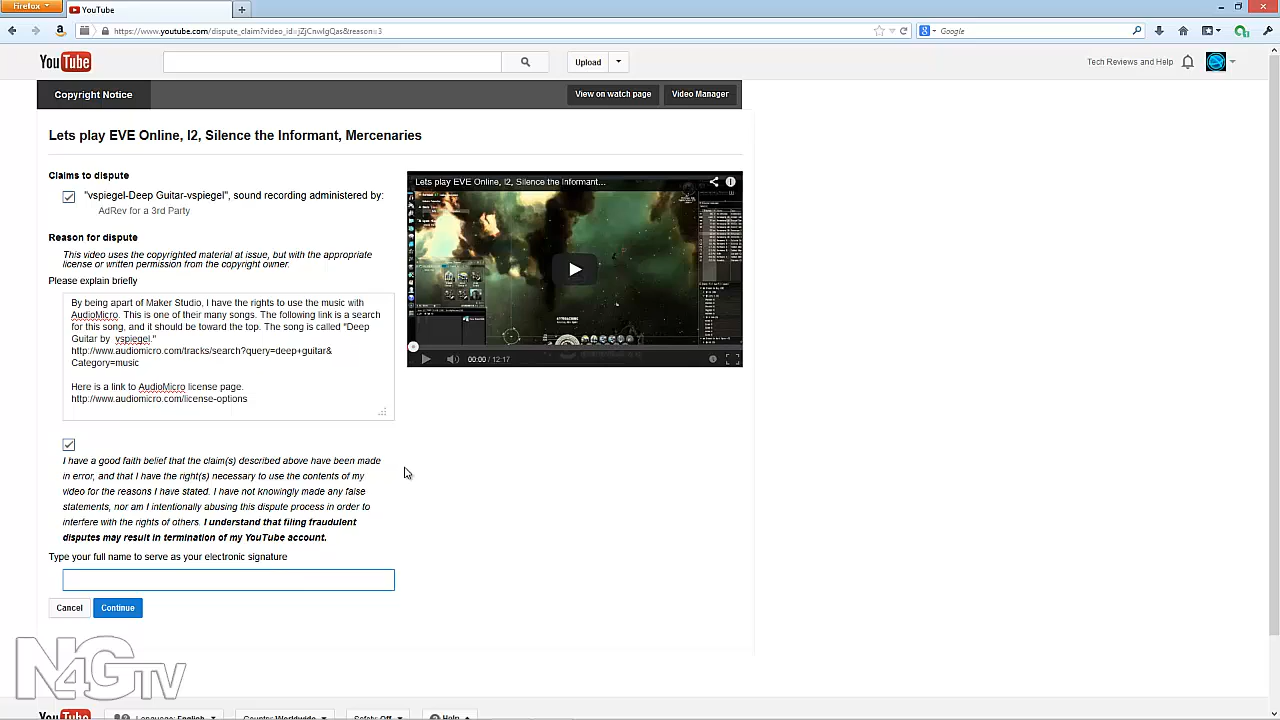 Firefox
YouTube
https://www.youtube.com/dispute_claim?video_id=jZjCnwIgQas&reason=3
Google
YouTube
Upload
Tech Reviews and Help
Copyright Notice
View on watch page
Video Manager
Lets play EVE Online, I2, Silence the Informant, Mercenaries
Claims to dispute
"vspiegel-Deep Guitar-vspiegel", sound recording administered by:
AdRev for a 3rd Party
Lets play EVE Online, I2, Silence the Informant...
Reason for dispute
This video uses the copyrighted material at issue, but with the appropriate
license or written permission from the copyright owner.
Please explain briefly
By being apart of Maker Studio, I have the rights to use the music with
AudioMicro. This is one of their many songs. The following link is a search
for this song, and it should be toward the top. The song is called "Deep
Guitar by vspiegel."
http://www.audiomicro.com/tracks/search?query=deep+guitar&
Category=music
Here is a link to AudioMicro license page.
http://www.audiomicro.com/license-options
00:00 / 12:17
I have a good faith belief that the claim(s) described above have been made
in error, and that I have the right(s) necessary to use the contents of my
video for the reasons I have stated. I have not knowingly made any false
statements, nor am I intentionally abusing this dispute process in order to
interfere with the rights of others. I understand that filing fraudulent
disputes may result in termination of my YouTube account.
Type your full name to serve as your electronic signature
Cancel
Continue
N4G TV
YouTube
Language: English
Country: Worldwide
Safety: Off
Help